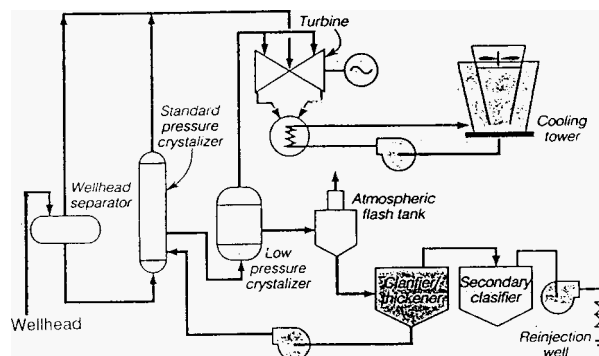 Turbine
Standard
pressure
crystalizer
Cooling
tower
Wellhead
separator
Atmospheric
flash tank
Low
pressure
crystalizer
Clarifier/
thickener
Secondary
clasifier
Wellhead
Reinjection
well